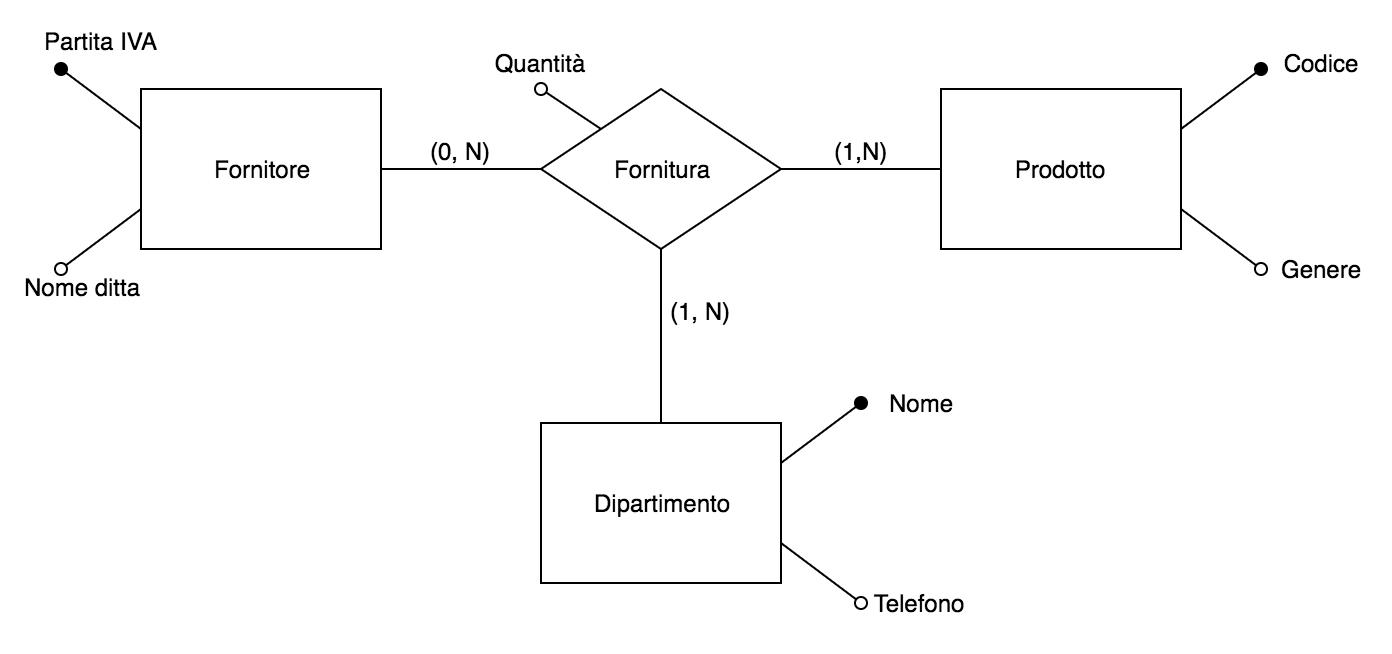 Partita IVA
Quantità
Codice
Fornitore
(0, N)
Fornitura
(1,N)
Prodotto
Nome ditta
Genere
(1, N)
Nome
Dipartimento
Telefono